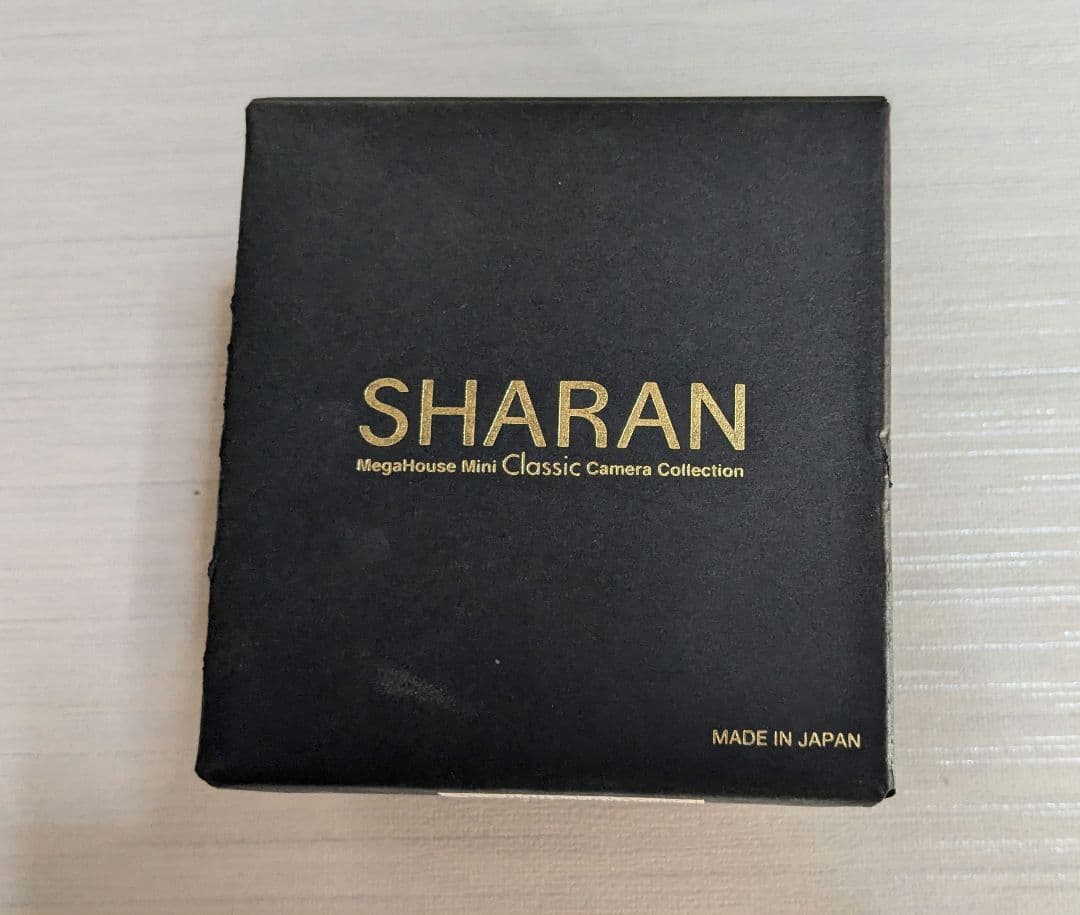 SHARAN
MegaHouse Mini Classic Camera Collection
MADE IN JAPAN